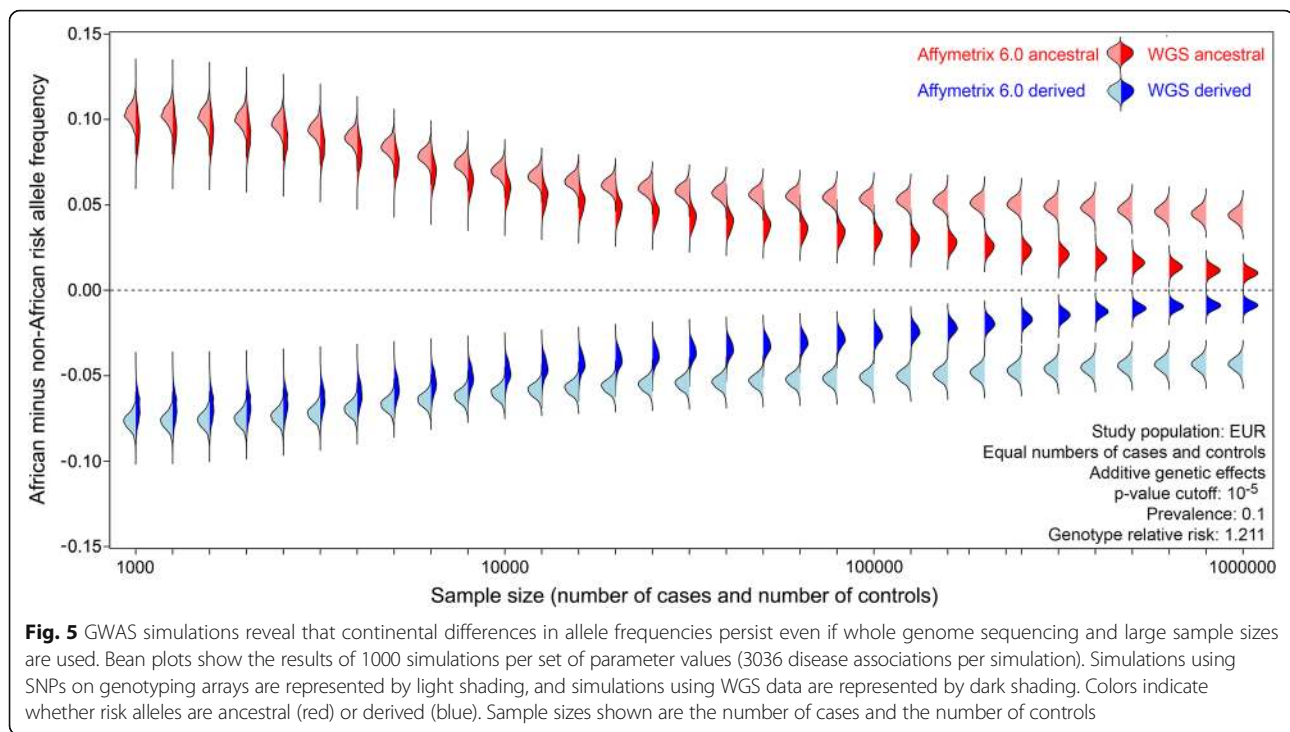 0.15
0.10
0.05
0.00
-0.05
-0.10
-0.15
African minus non-African risk allele frequency
Affymetrix 6.0 ancestral WGS ancestral
Affymetrix 6.0 derived WGS derived
Study population: EUR
Equal numbers of cases and controls
Additive genetic effects
p-value cutoff: 10-5
Prevalence: 0.1
Genotype relative risk: 1.211
1000 10000 100000 1000000
Sample size (number of cases and number of controls)
Fig. 5 GWAS simulations reveal that continental differences in allele frequencies persist even if whole genome sequencing and large sample sizes
are used. Bean plots show the results of 1000 simulations per set of parameter values (3036 disease associations per simulation). Simulations using
SNPs on genotyping arrays are represented by light shading, and simulations using WGS data are represented by dark shading. Colors indicate
whether risk alleles are ancestral (red) or derived (blue). Sample sizes shown are the number of cases and the number of controls